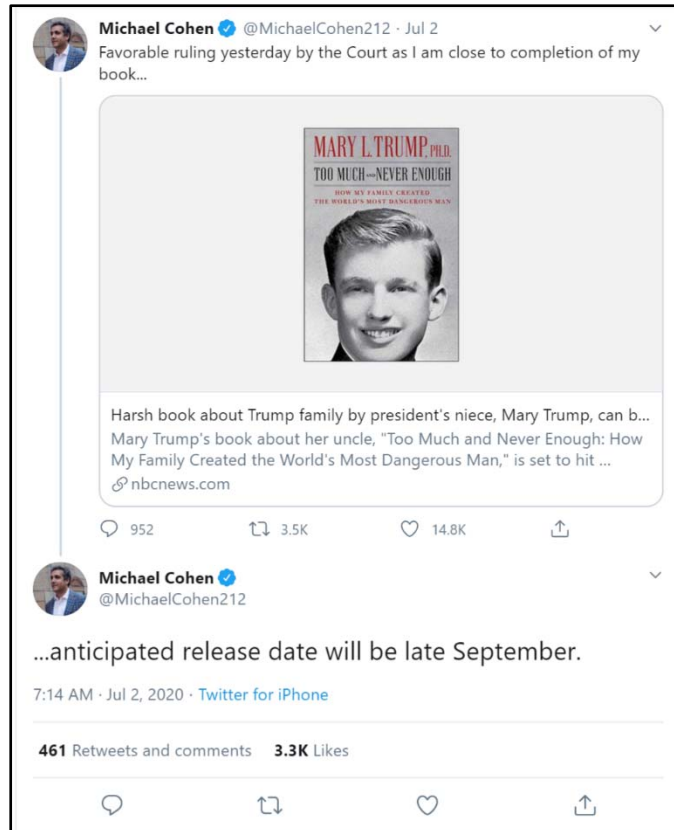 Michael Cohen @MichaelCohen212 · Jul 2
Favorable ruling yesterday by the Court as I am close to completion of my
book...
MARY L. TRUMP, PH.D.
TOO MUCH AND NEVER ENOUGH
HOW MY FAMILY CREATED
THE WORLD'S MOST DANGEROUS MAN
Harsh book about Trump family by president's niece, Mary Trump, can b...
Mary Trump's book about her uncle, "Too Much and Never Enough: How
My Family Created the World's Most Dangerous Man," is set to hit ...
nbcnews.com
952 3.5K 14.8K
Michael Cohen
@MichaelCohen212
...anticipated release date will be late September.
7:14 AM · Jul 2, 2020 · Twitter for iPhone
461 Retweets and comments 3.3K Likes